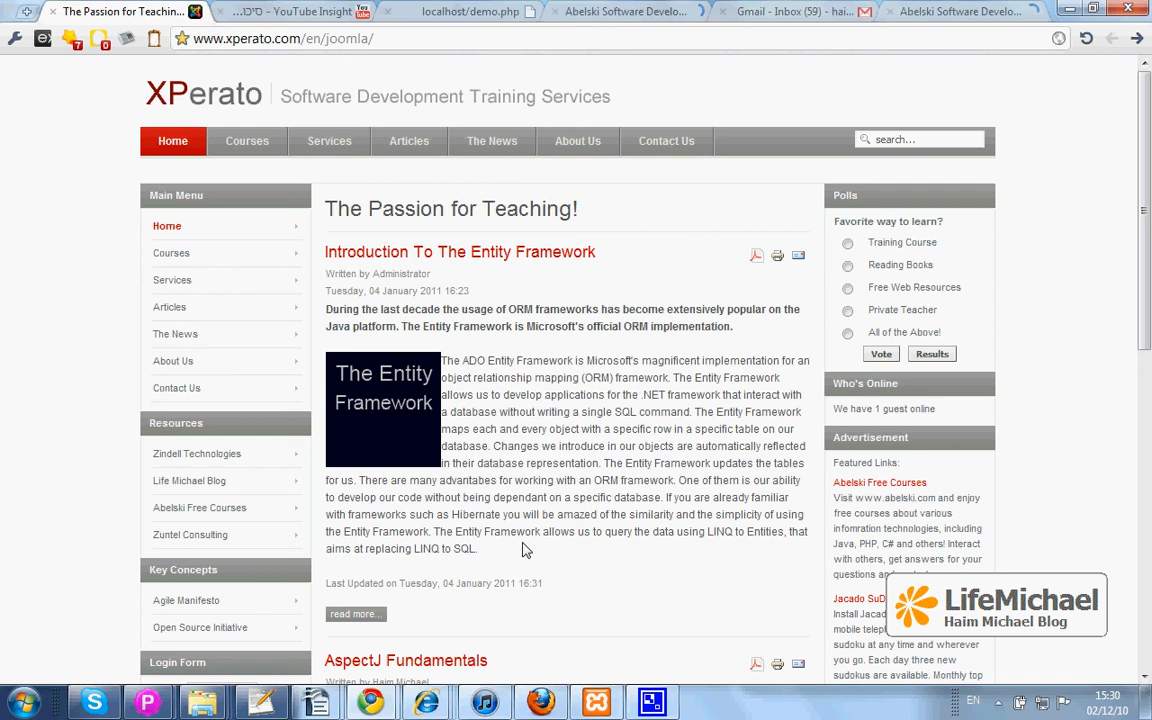 The Passion for Teachin...
סיכו... - YouTube Insight
You Tube
localhost/demo.php
Abelski Software Develo...
Gmail - Inbox (59) - hai...
Abelski Software Develo...
www.xperato.com/en/joomla/
XPerato
Software Development Training Services
Home
Courses
Services
Articles
The News
About Us
Contact Us
search...
Main Menu
Home
Courses
Services
Articles
The News
About Us
Contact Us
Resources
Zindell Technologies
Life Michael Blog
Abelski Free Courses
Zuntel Consulting
Key Concepts
Agile Manifesto
Open Source Initiative
Login Form
The Passion for Teaching!
Introduction To The Entity Framework
Written by Administrator
Tuesday, 04 January 2011 16:23
During the last decade the usage of ORM frameworks has become extensively popular on the
Java platform. The Entity Framework is Microsoft's official ORM implementation.
The Entity
Framework
The ADO Entity Framework is Microsoft's magnificent implementation for an
object relationship mapping (ORM) framework. The Entity Framework
allows us to develop applications for the .NET framework that interact with
a database without writing a single SQL command. The Entity Framework
maps each and every object with a specific row in a specific table on our
database. Changes we introduce in our objects are automatically reflected
in their database representation. The Entity Framework updates the tables
for us. There are many advantabes for working with an ORM framework. One of them is our ability
to develop our code without being dependant on a specific database. If you are already familiar
with frameworks such as Hibernate you will be amazed of the similarity and the simplicity of using
the Entity Framework. The Entity Framework allows us to query the data using LINQ to Entities, that
aims at replacing LINQ to SQL.
Last Updated on Tuesday, 04 January 2011 16:31
read more...
AspectJ Fundamentals
Written by Haim Michael
Polls
Favorite way to learn?
Training Course
Reading Books
Free Web Resources
Private Teacher
All of the Above!
Vote
Results
Who's Online
We have 1 guest online
Advertisement
Featured Links:
Abelski Free Courses
Visit www.abelski.com and enjoy
free courses about various
infomration technologies, including
Java, PHP, C# and others! Interact
with others, get answers for your
questions an
Jacado SuD
Install Jacad
mobile telep
sudoku at any time and wherever
you go. Each day three new
sudokus are available. Monthly top
LifeMichael
Haim Michael Blog
EN
15:30
02/12/10